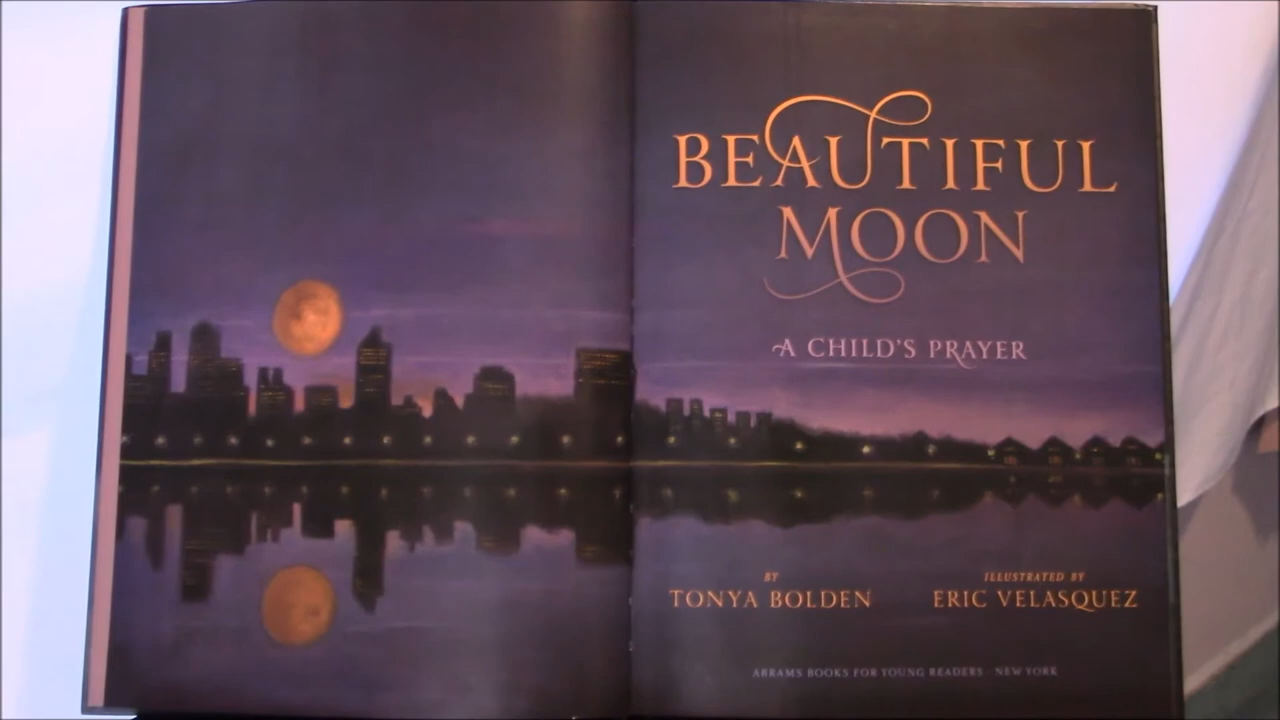 BEAUTIFUL
MOON
A CHILD'S PRAYER
BY
TONYA BOLDEN
ILLUSTRATED BY
ERIC VELASQUEZ
ABRAMS BOOKS FOR YOUNG READERS · NEW YORK